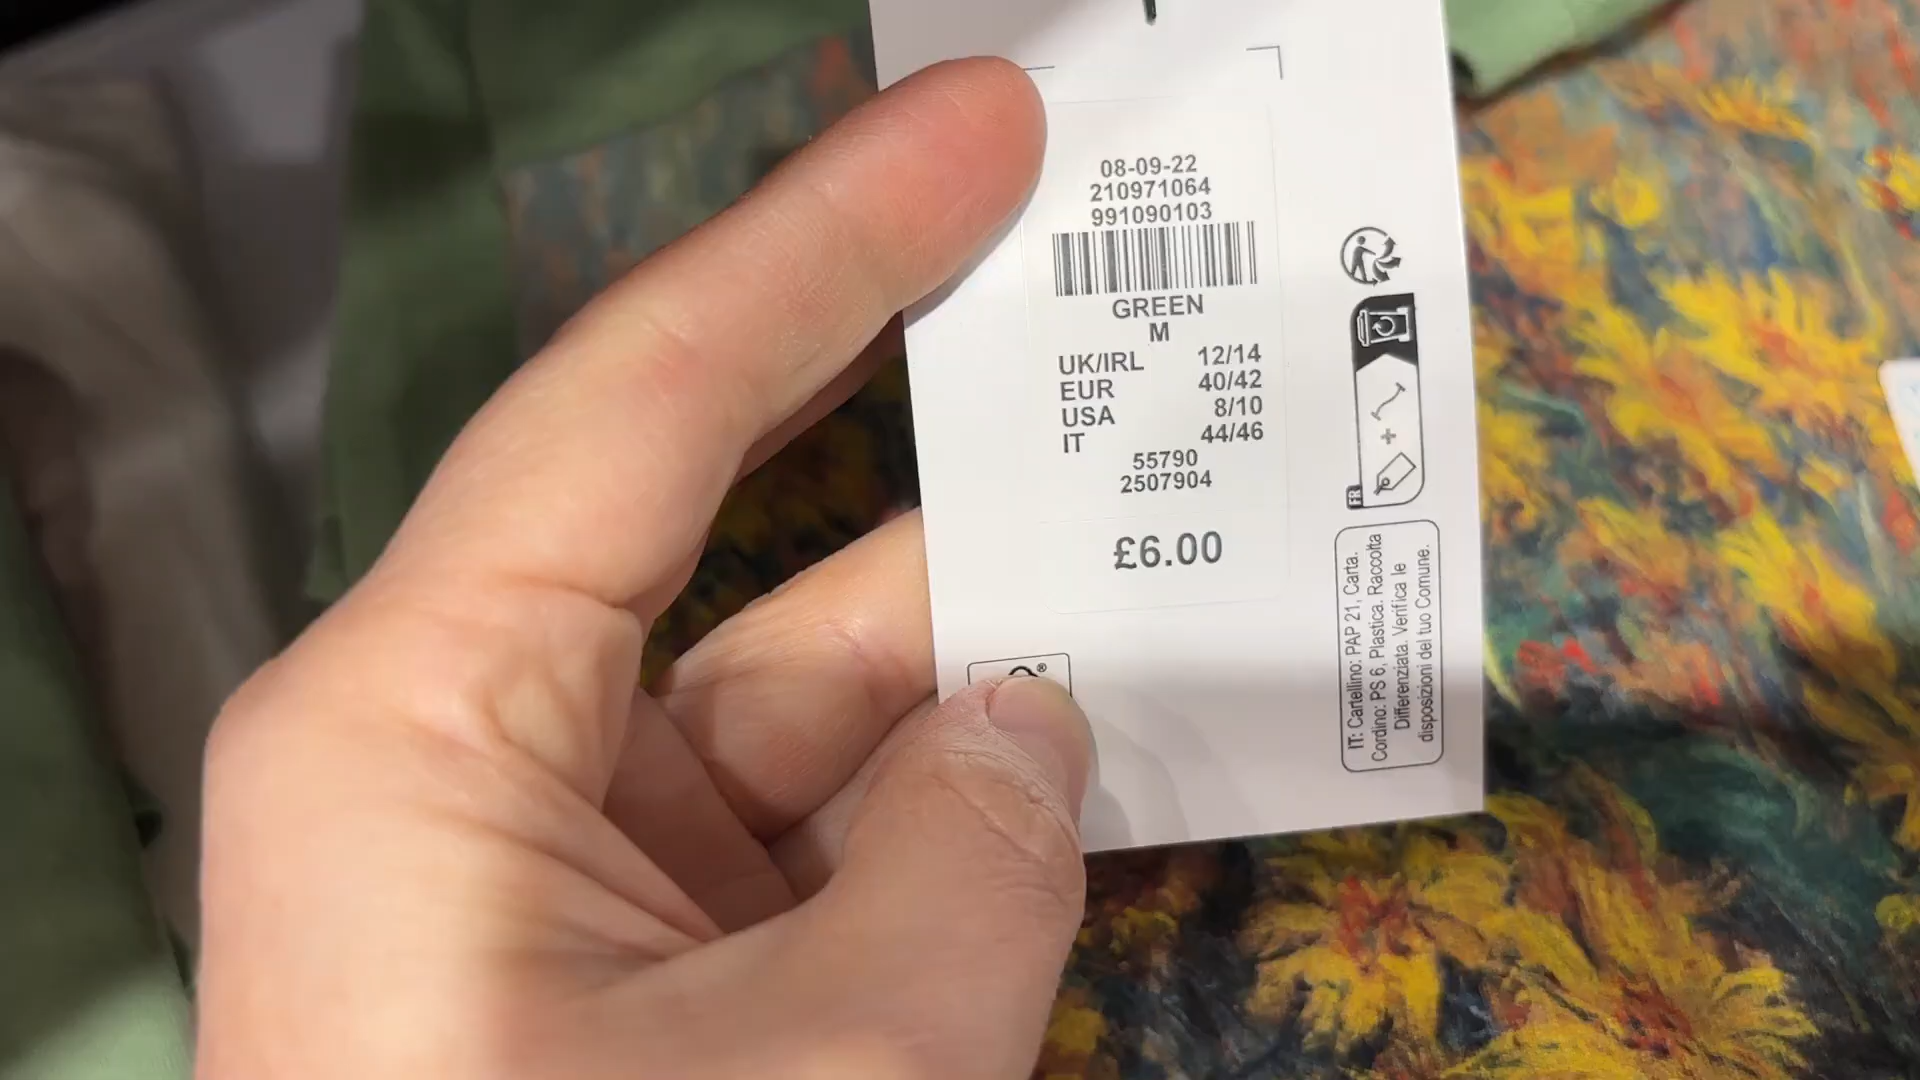 08-09-22
210971064
991090103
GREEN
M
UK/IRL 12/14
EUR 40/42
USA 8/10
IT 44/46
55790
2507904
£6.00
®
FR
+
IT: Cartellino: PAP 21, Carta.
Cordino: PS 6, Plastica. Raccolta
Differenziata. Verifica le
disposizioni del tuo Comune.